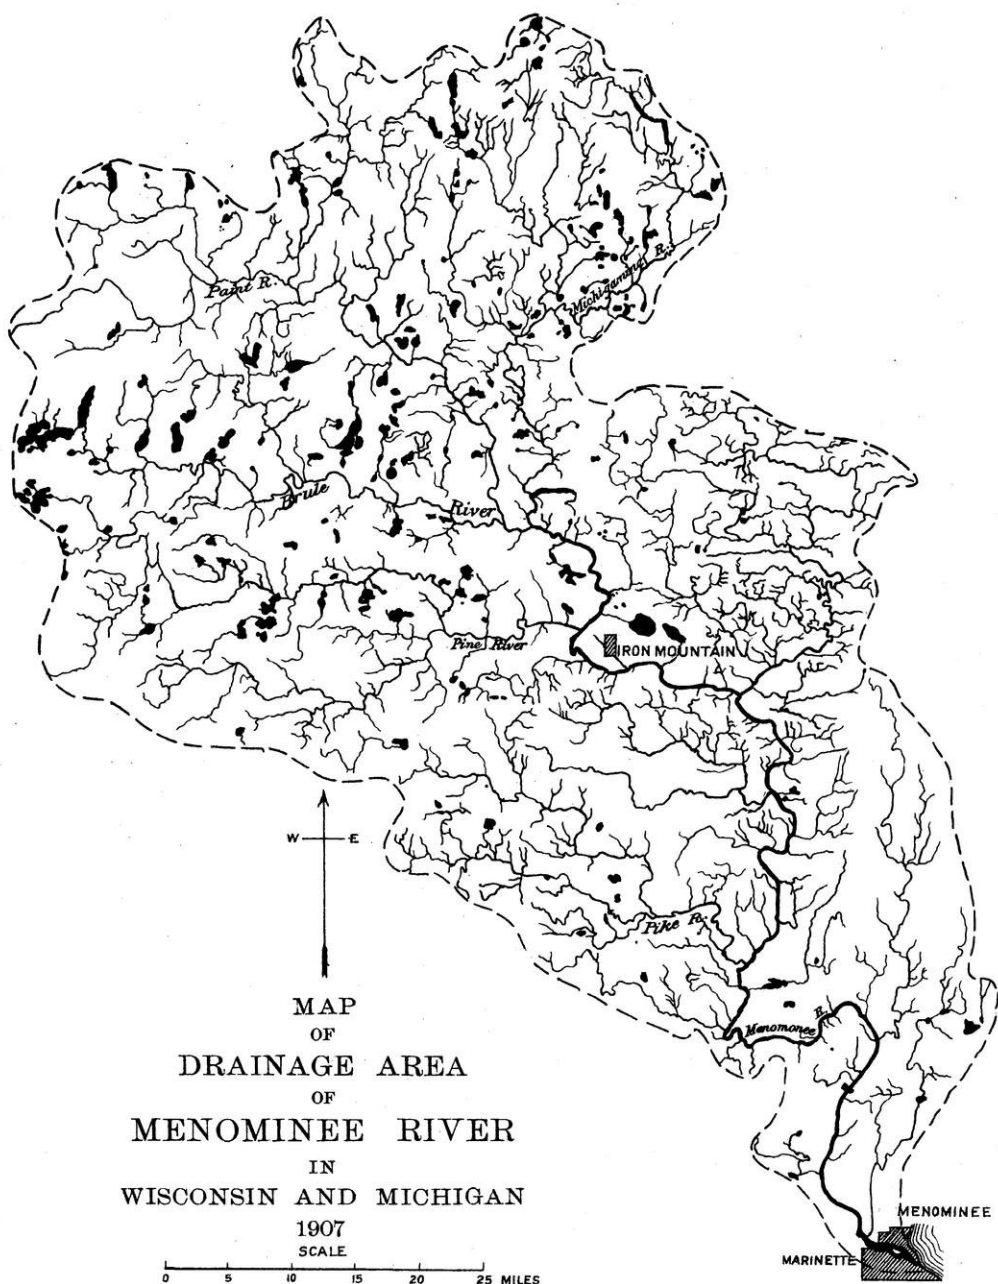 Michigaming R.
Paint R.
Brule River
Pine River
IRON MOUNTAIN
W E
Pike R.
Menomonee R.
MAP
OF
DRAINAGE AREA
OF
MENOMINEE RIVER
IN
WISCONSIN AND MICHIGAN
1907
SCALE
0 5 10 15 20 25 MILES
MENOMINEE
MARINETTE